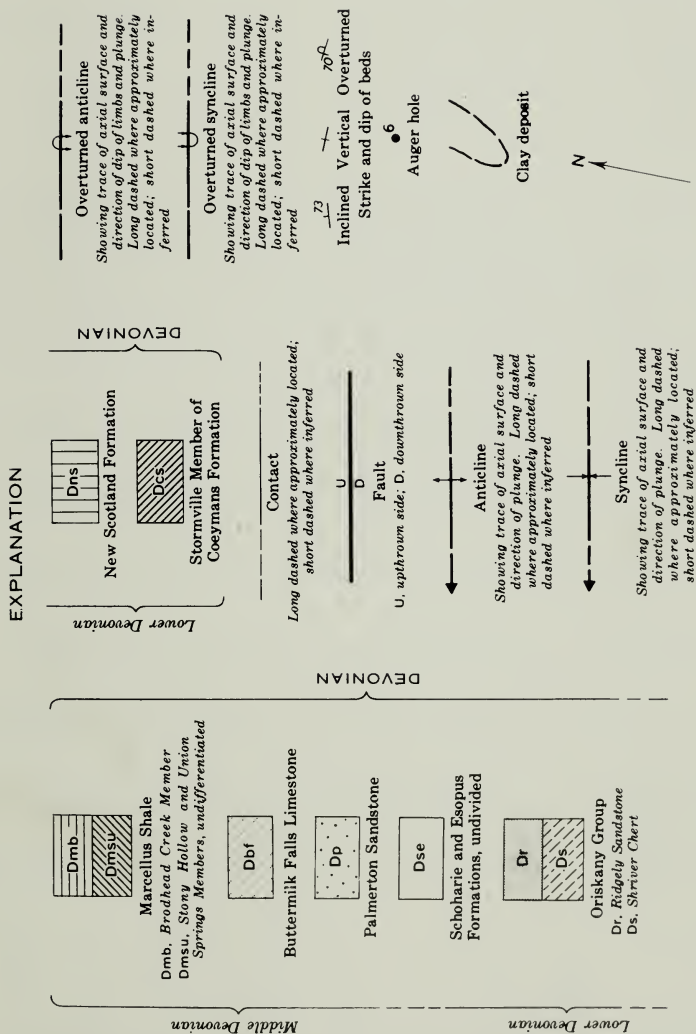 EXPLANATION
Dmb
Dmsu
Marcellus Shale
Dmb, Brodhead Creek Member
Dmsu, Stony Hollow and Union
Springs Members, undifferentiated
Dbf
Buttermilk Falls Limestone
Dp
Palmerton Sandstone
Dse
Schoharie and Esopus
Formations, undivided
Dr
Ds
Oriskany Group
Dr, Ridgely Sandstone
Ds, Shriver Chert
Middle Devonian
Lower Devonian
DEVONIAN
Dns
New Scotland Formation
Dcs
Stormville Member of
Coeymans Formation
Lower Devonian
DEVONIAN
Contact
Long dashed where approximately located;
short dashed where inferred
U
D
Fault
U, upthrown side; D, downthrown side
Anticline
Showing trace of axial surface and
direction of plunge. Long dashed
where approximately located; short
dashed where inferred
Syncline
Showing trace of axial surface and
direction of plunge. Long dashed
where approximately located;
short dashed where inferred
Overturned anticline
Showing trace of axial surface and
direction of dip of limbs and plunge.
Long dashed where approximately
located; short dashed where in-
ferred
Overturned syncline
Showing trace of axial surface and
direction of dip of limbs and plunge.
Long dashed where approximately
located; short dashed where in-
ferred
73
70
Inclined Vertical Overturned
Strike and dip of beds
6
Auger hole
Clay deposit
N